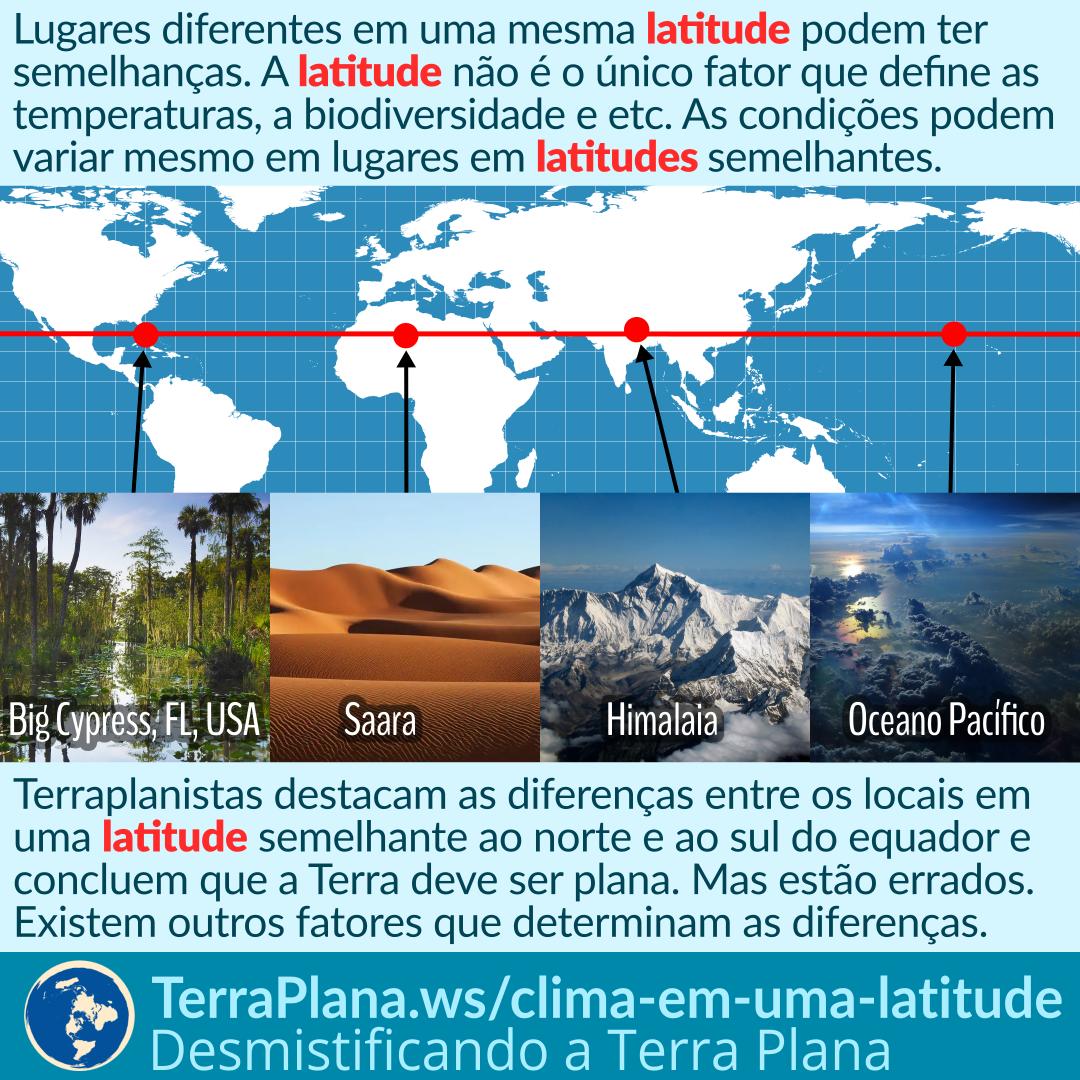 Lugares diferentes em uma mesma latitude podem ter
semelhanças. A latitude não é o único fator que define as
temperaturas, a biodiversidade e etc. As condições podem
variar mesmo em lugares em latitudes semelhantes.
Big Cypress, FL, USA
Saara
Himalaia
Oceano Pacífico
Terraplanistas destacam as diferenças entre os locais em
uma latitude semelhante ao norte e ao sul do equador e
concluem que a Terra deve ser plana. Mas estão errados.
Existem outros fatores que determinam as diferenças.
TerraPlana.ws/clima-em-uma-latitude
Desmistificando a Terra Plana